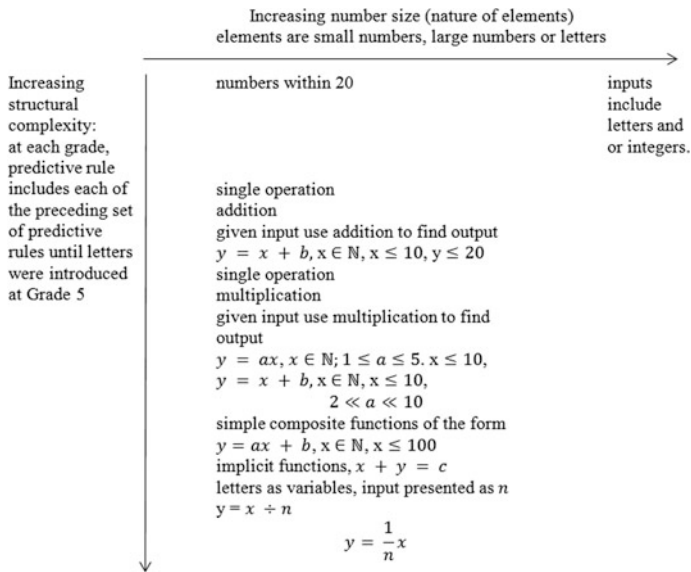 Increasing number size (nature of elements)
elements are small numbers, large numbers or letters
Increasing
structural
complexity:
at each grade,
predictive rule
includes each of
the preceding set
of predictive
rules until letters
were introduced
at Grade 5
numbers within 20
single operation
addition
given input use addition to find output
y = x + b, x ∈ ℕ, x ≤ 10, y ≤ 20
single operation
multiplication
given input use multiplication to find
output
y = ax, x ∈ ℕ; 1 ≤ a ≤ 5. x ≤ 10,
y = x + b, x ∈ ℕ, x ≤ 10,
2 ≪ a ≪ 10
simple composite functions of the form
y = ax + b, x ∈ ℕ, x ≤ 100
implicit functions, x + y = c
letters as variables, input presented as n
y = x ÷ n
y = 1/n x
inputs
include
letters and
or integers.